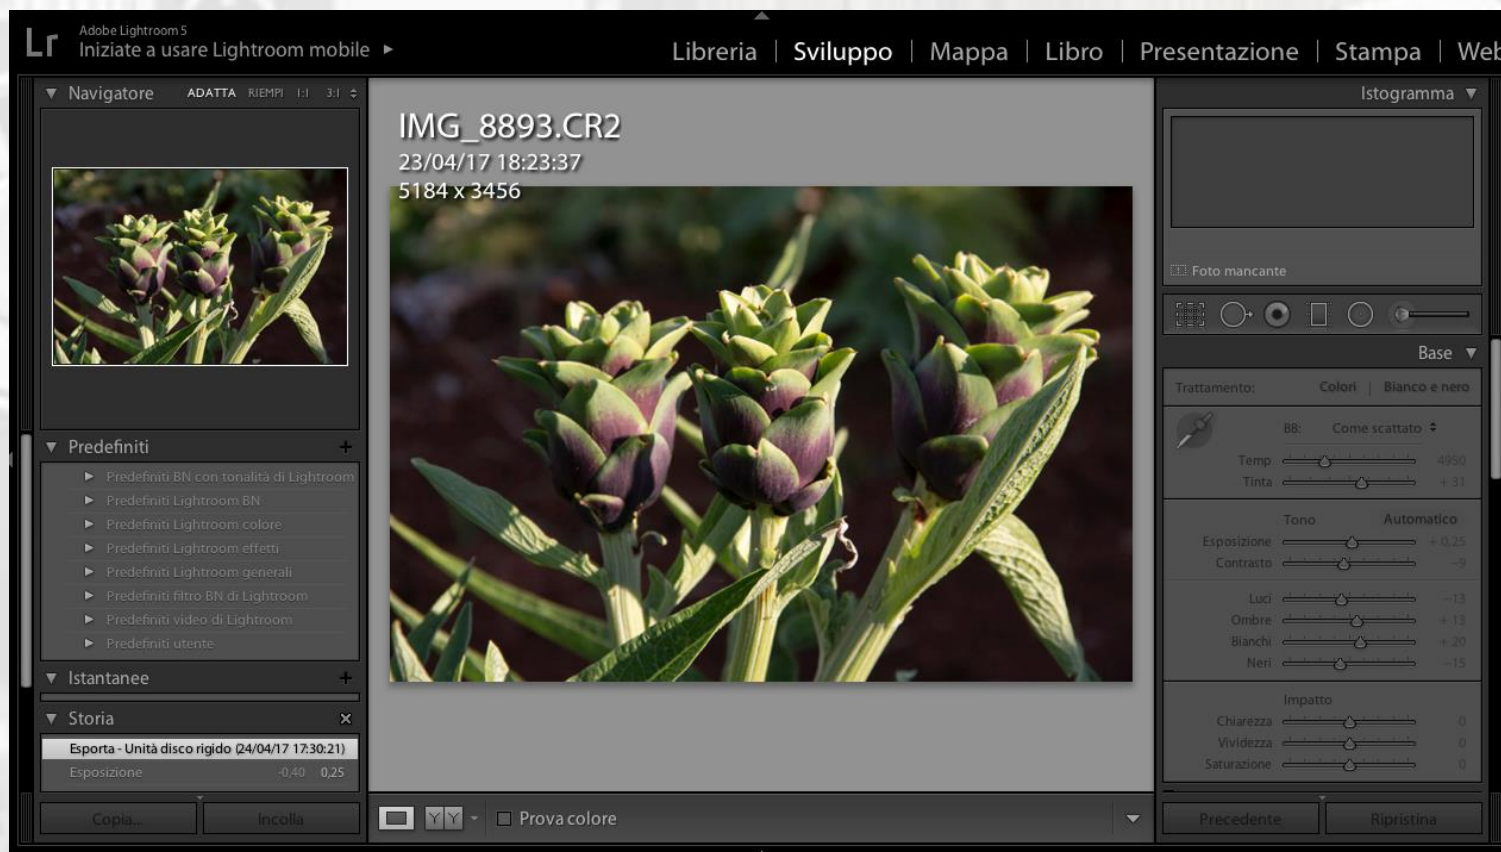 Lr
Adobe Lightroom 5
Iniziate a usare Lightroom mobile
Libreria | Sviluppo | Mappa | Libro | Presentazione | Stampa | Web
Navigatore ADATTA RIEMPI 1:1 3:1
IMG_8893.CR2
23/04/17 18:23:37
5184 x 3456
Predefiniti +
Predefiniti BN con tonalità di Lightroom
Predefiniti Lightroom BN
Predefiniti Lightroom colore
Predefiniti Lightroom effetti
Predefiniti Lightroom generali
Predefiniti filtro BN di Lightroom
Predefiniti video di Lightroom
Predefiniti utente
Istantanee +
Storia
Esporta - Unità disco rigido (24/04/17 17:30:21)
Esposizione -0,40 0,25
Copia... Incolla
YY Prova colore
Istogramma
Foto mancante
Base
Trattamento: Colori | Bianco e nero
BB: Come scattato
Temp 4950
Tinta + 31
Tono Automatico
Esposizione + 0,25
Contrasto -9
Luci -13
Ombre + 13
Bianchi + 20
Neri -15
Impatto
Chiarezza 0
Vividezza 0
Saturazione 0
Precedente Ripristina